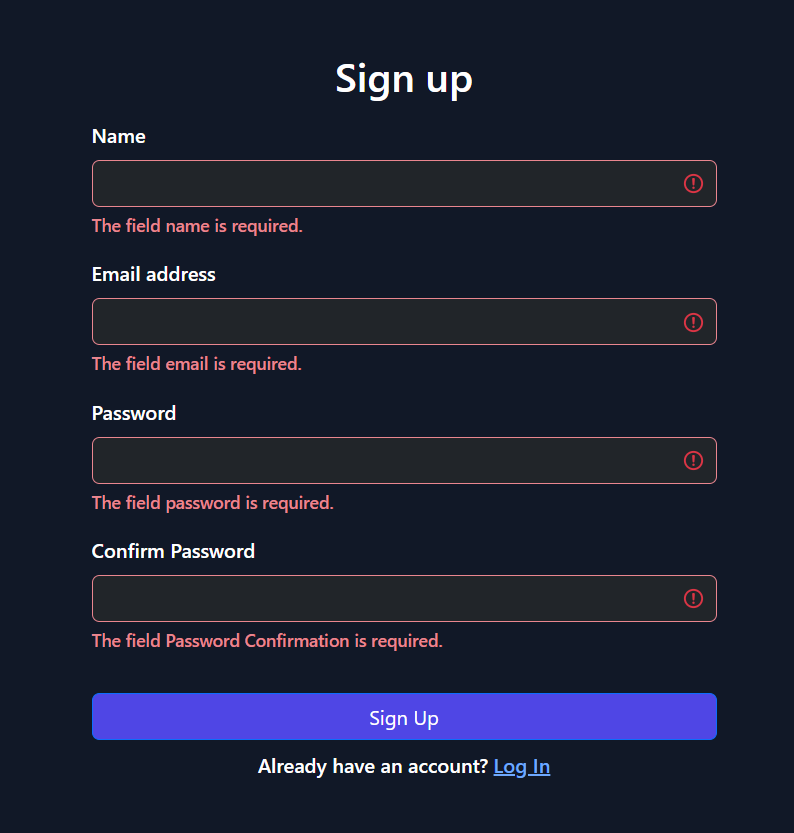 Sign up
Name
The field name is required.
Email address
The field email is required.
Password
The field password is required.
Confirm Password
The field Password Confirmation is required.
Sign Up
Already have an account? Log In